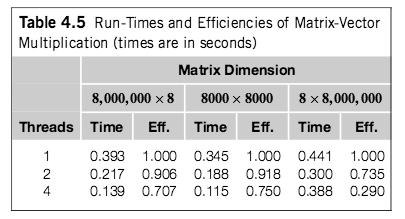 Table 4.5 Run-Times and Efficiencies of Matrix-Vector
Multiplication (times are in seconds)
Matrix Dimension
8,000,000 × 8 8000 × 8000 8 × 8,000,000
Threads Time Eff. Time Eff. Time Eff.
1 0.393 1.000 0.345 1.000 0.441 1.000
2 0.217 0.906 0.188 0.918 0.300 0.735
4 0.139 0.707 0.115 0.750 0.388 0.290